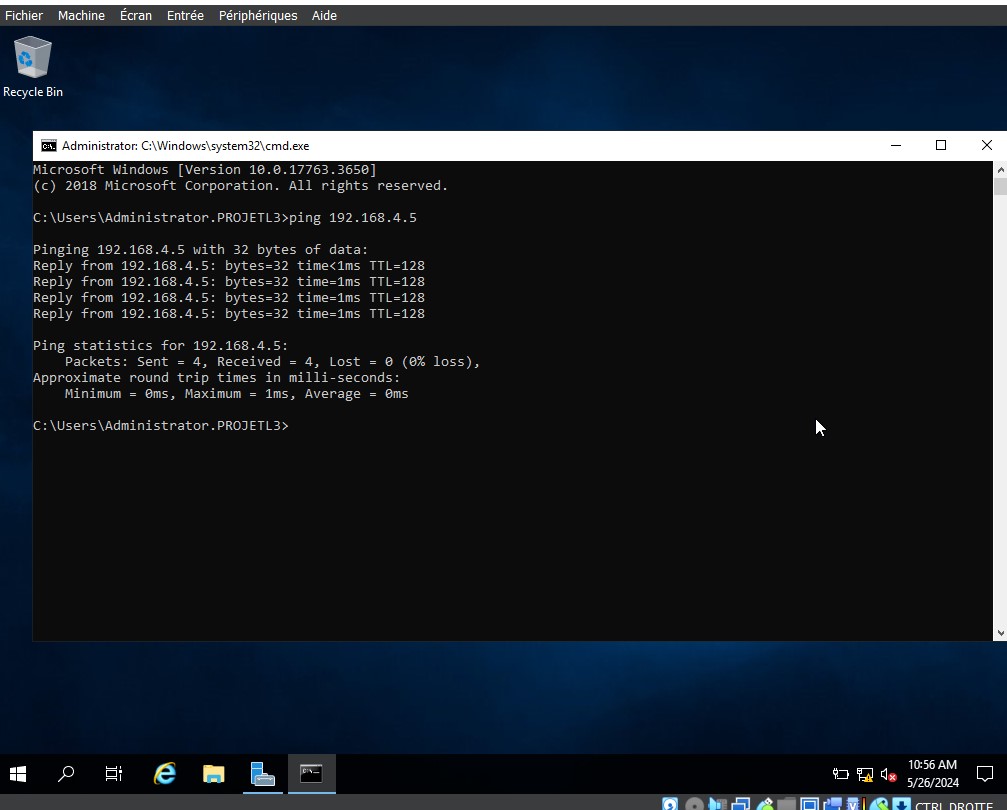 Fichier Machine Écran Entrée Périphériques Aide
Recycle Bin
Administrator: C:\Windows\system32\cmd.exe
Microsoft Windows [Version 10.0.17763.3650]
(c) 2018 Microsoft Corporation. All rights reserved.
C:\Users\Administrator.PROJETL3>ping 192.168.4.5
Pinging 192.168.4.5 with 32 bytes of data:
Reply from 192.168.4.5: bytes=32 time<1ms TTL=128
Reply from 192.168.4.5: bytes=32 time=1ms TTL=128
Reply from 192.168.4.5: bytes=32 time=1ms TTL=128
Reply from 192.168.4.5: bytes=32 time=1ms TTL=128
Ping statistics for 192.168.4.5:
Packets: Sent = 4, Received = 4, Lost = 0 (0% loss),
Approximate round trip times in milli-seconds:
Minimum = 0ms, Maximum = 1ms, Average = 0ms
C:\Users\Administrator.PROJETL3>
10:56 AM
5/26/2024
CTRL DROITE